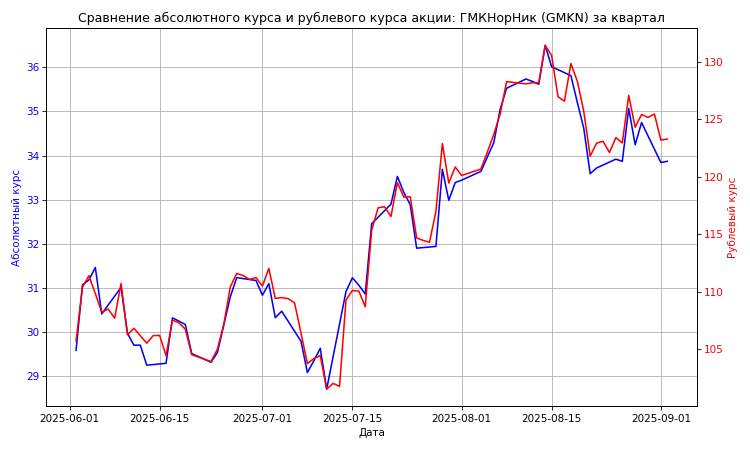 Сравнение абсолютного курса и рублевого курса акции: ГМКНорНик (GMKN) за квартал
36
35
34
33
32
31
30
29
Абсолютный курс
130
125
120
115
110
105
Рублевый курс
2025-06-01 2025-06-15 2025-07-01 2025-07-15 2025-08-01 2025-08-15 2025-09-01
Дата